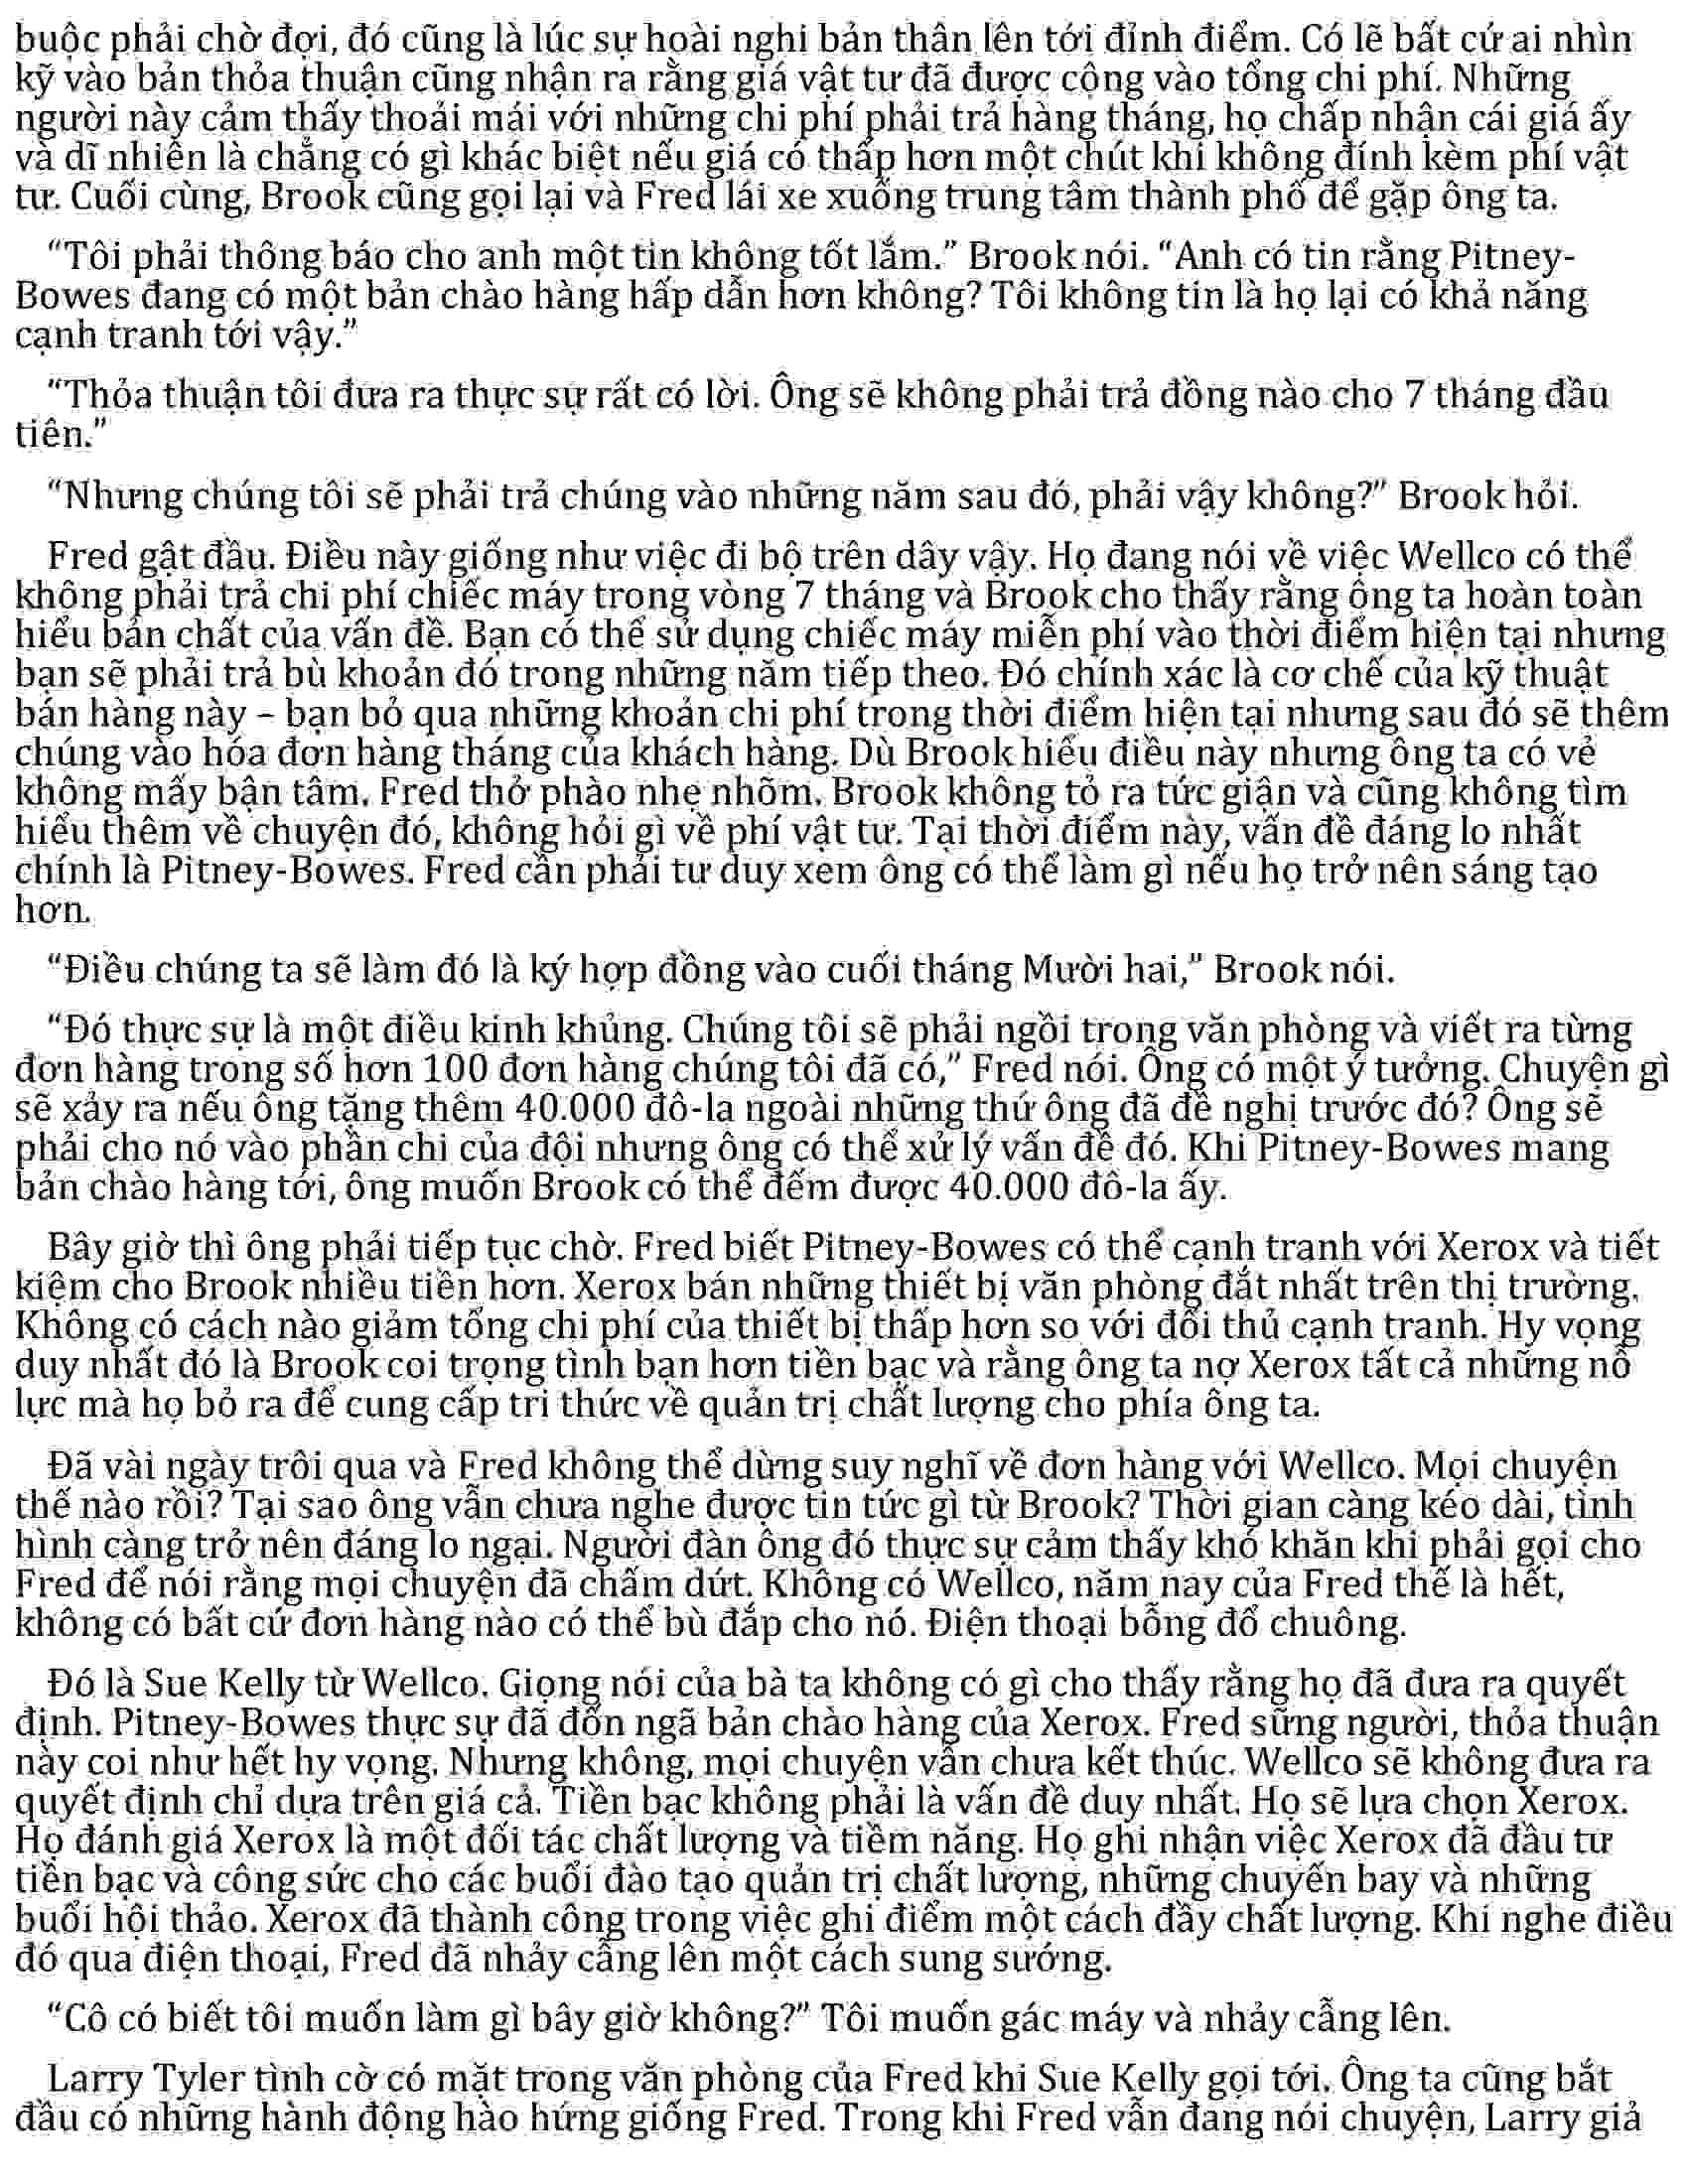 buộc phải chờ đợi, đó cũng là lúc sự hoài nghi bản thân lên tới đỉnh điểm. Có lẽ bất cứ ai nhìn
kỹ vào bản thỏa thuận cũng nhận ra rằng giá vật tư đã được cộng vào tổng chi phí. Những
người này cảm thấy thoải mái với những chi phí phải trả hàng tháng, họ chấp nhận cái giá ấy
và dĩ nhiên là chẳng có gì khác biệt nếu giá có thấp hơn một chút khi không đính kèm phí vật
tư. Cuối cùng, Brook cũng gọi lại và Fred lái xe xuống trung tâm thành phố để gặp ông ta.
“Tôi phải thông báo cho anh một tin không tốt lắm.” Brook nói. “Anh có tin rằng Pitney-
Bowes đang có một bản chào hàng hấp dẫn hơn không? Tôi không tin là họ lại có khả năng
cạnh tranh tới vậy.”
“Thỏa thuận tôi đưa ra thực sự rất có lời. Ông sẽ không phải trả đồng nào cho 7 tháng đầu
tiên.”
“Nhưng chúng tôi sẽ phải trả chúng vào những năm sau đó, phải vậy không?” Brook hỏi.
Fred gật đầu. Điều này giống như việc đi bộ trên dây vậy. Họ đang nói về việc Wellco có thể
không phải trả chi phí chiếc máy trong vòng 7 tháng và Brook cho thấy rằng ông ta hoàn toàn
hiểu bản chất của vấn đề. Bạn có thể sử dụng chiếc máy miễn phí vào thời điểm hiện tại nhưng
bạn sẽ phải trả bù khoản đó trong những năm tiếp theo. Đó chính xác là cơ chế của kỹ thuật
bán hàng này – bạn bỏ qua những khoản chi phí trong thời điểm hiện tại nhưng sau đó sẽ thêm
chúng vào hóa đơn hàng tháng của khách hàng. Dù Brook hiểu điều này nhưng ông ta có vẻ
không mấy bận tâm. Fred thở phào nhẹ nhõm. Brook không tỏ ra tức giận và cũng không tìm
hiểu thêm về chuyện đó, không hỏi gì về phí vật tư. Tại thời điểm này, vấn đề đáng lo nhất
chính là Pitney-Bowes. Fred cần phải tư duy xem ông có thể làm gì nếu họ trở nên sáng tạo
hơn.
“Điều chúng ta sẽ làm đó là ký hợp đồng vào cuối tháng Mười hai,” Brook nói.
“Đó thực sự là một điều kinh khủng. Chúng tôi sẽ phải ngồi trong văn phòng và viết ra từng
đơn hàng trong số hơn 100 đơn hàng chúng tôi đã có,” Fred nói. Ông có một ý tưởng. Chuyện gì
sẽ xảy ra nếu ông tặng thêm 40.000 đô-la ngoài những thứ ông đã đề nghị trước đó? Ông sẽ
phải cho nó vào phần chi của đội nhưng ông có thể xử lý vấn đề đó. Khi Pitney-Bowes mang
bản chào hàng tới, ông muốn Brook có thể đếm được 40.000 đô-la ấy.
Bây giờ thì ông phải tiếp tục chờ. Fred biết Pitney-Bowes có thể cạnh tranh với Xerox và tiết
kiệm cho Brook nhiều tiền hơn. Xerox bán những thiết bị văn phòng đắt nhất trên thị trường.
Không có cách nào giảm tổng chi phí của thiết bị thấp hơn so với đối thủ cạnh tranh. Hy vọng
duy nhất đó là Brook coi trọng tình bạn hơn tiền bạc và rằng ông ta nợ Xerox tất cả những nỗ
lực mà họ bỏ ra để cung cấp tri thức về quản trị chất lượng cho phía ông ta.
Đã vài ngày trôi qua và Fred không thể dừng suy nghĩ về đơn hàng với Wellco. Mọi chuyện
thế nào rồi? Tại sao ông vẫn chưa nghe được tin tức gì từ Brook? Thời gian càng kéo dài, tình
hình càng trở nên đáng lo ngại. Người đàn ông đó thực sự cảm thấy khó khăn khi phải gọi cho
Fred để nói rằng mọi chuyện đã chấm dứt. Không có Wellco, năm nay của Fred thế là hết,
không có bất cứ đơn hàng nào có thể bù đắp cho nó. Điện thoại bỗng đổ chuông.
Đó là Sue Kelly từ Wellco. Giọng nói của bà ta không có gì cho thấy rằng họ đã đưa ra quyết
định. Pitney-Bowes thực sự đã đốn ngã bản chào hàng của Xerox. Fred sững người, thỏa thuận
này coi như hết hy vọng. Nhưng không, mọi chuyện vẫn chưa kết thúc. Wellco sẽ không đưa ra
quyết định chỉ dựa trên giá cả. Tiền bạc không phải là vấn đề duy nhất. Họ sẽ lựa chọn Xerox.
Họ đánh giá Xerox là một đối tác chất lượng và tiềm năng. Họ ghi nhận việc Xerox đã đầu tư
tiền bạc và công sức cho các buổi đào tạo quản trị chất lượng, những chuyến bay và những
buổi hội thảo. Xerox đã thành công trong việc ghi điểm một cách đầy chất lượng. Khi nghe điều
đó qua điện thoại, Fred đã nhảy cẫng lên một cách sung sướng.
“Cô có biết tôi muốn làm gì bây giờ không?” Tôi muốn gác máy và nhảy cẫng lên.
Larry Tyler tình cờ có mặt trong văn phòng của Fred khi Sue Kelly gọi tới. Ông ta cũng bắt
đầu có những hành động hào hứng giống Fred. Trong khi Fred vẫn đang nói chuyện, Larry giả